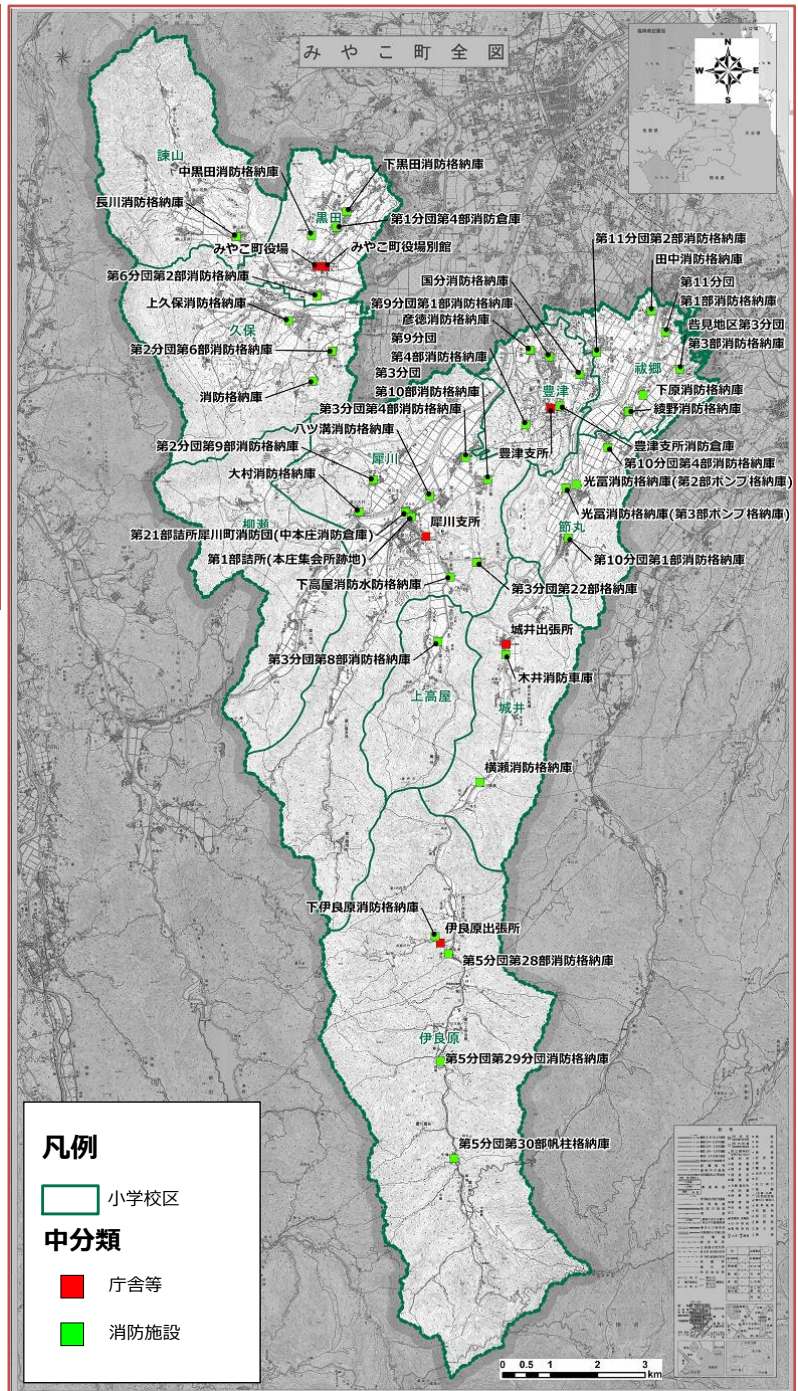 みやこ町全図
N
W
E
S
諫山
中黒田消防格納庫
下黒田消防格納庫
長川消防格納庫
黒田
第1分団第4部消防倉庫
みやこ町役場
みやこ町役場別館
第6分団第2部消防格納庫
上久保消防格納庫
久保
第2分団第6部消防格納庫
消防格納庫
第11分団第2部消防格納庫
田中消防格納庫
国分消防格納庫
第11分団
第1部消防格納庫
第9分団第1部消防格納庫
彦徳消防格納庫
呰見地区第3分団
第3部消防格納庫
第9分団
第4部消防格納庫
祓郷
第3分団
第10部消防格納庫
豊津
下原消防格納庫
綾野消防格納庫
第3分団第4部消防格納庫
八ツ溝消防格納庫
豊津支所
豊津支所消防倉庫
第2分団第9部消防格納庫
犀川
第10分団第4部消防格納庫
大村消防格納庫
光冨消防格納庫(第2部ポンプ格納庫)
光冨消防格納庫(第3部ポンプ格納庫)
柳瀬
犀川支所
節丸
第21部詰所犀川町消防団(中本庄消防倉庫)
第1部詰所(本庄集会所跡地)
第10分団第1部消防格納庫
下高屋消防水防格納庫
第3分団第22部格納庫
城井出張所
第3分団第8部消防格納庫
木井消防車庫
上高屋
城井
横瀬消防格納庫
下伊良原消防格納庫
伊良原出張所
第5分団第28部消防格納庫
伊良原
第5分団第29分団消防格納庫
第5分団第30部帆柱格納庫
凡例
小学校区
中分類
庁舎等
消防施設
0 0.5 1 2 3
km